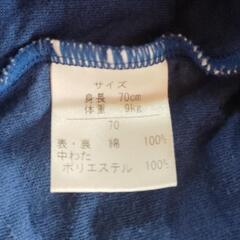 サイズ
身長 70cm
体重 9kg
70
表・裏 綿 100%
中わた
ポリエステル 100%